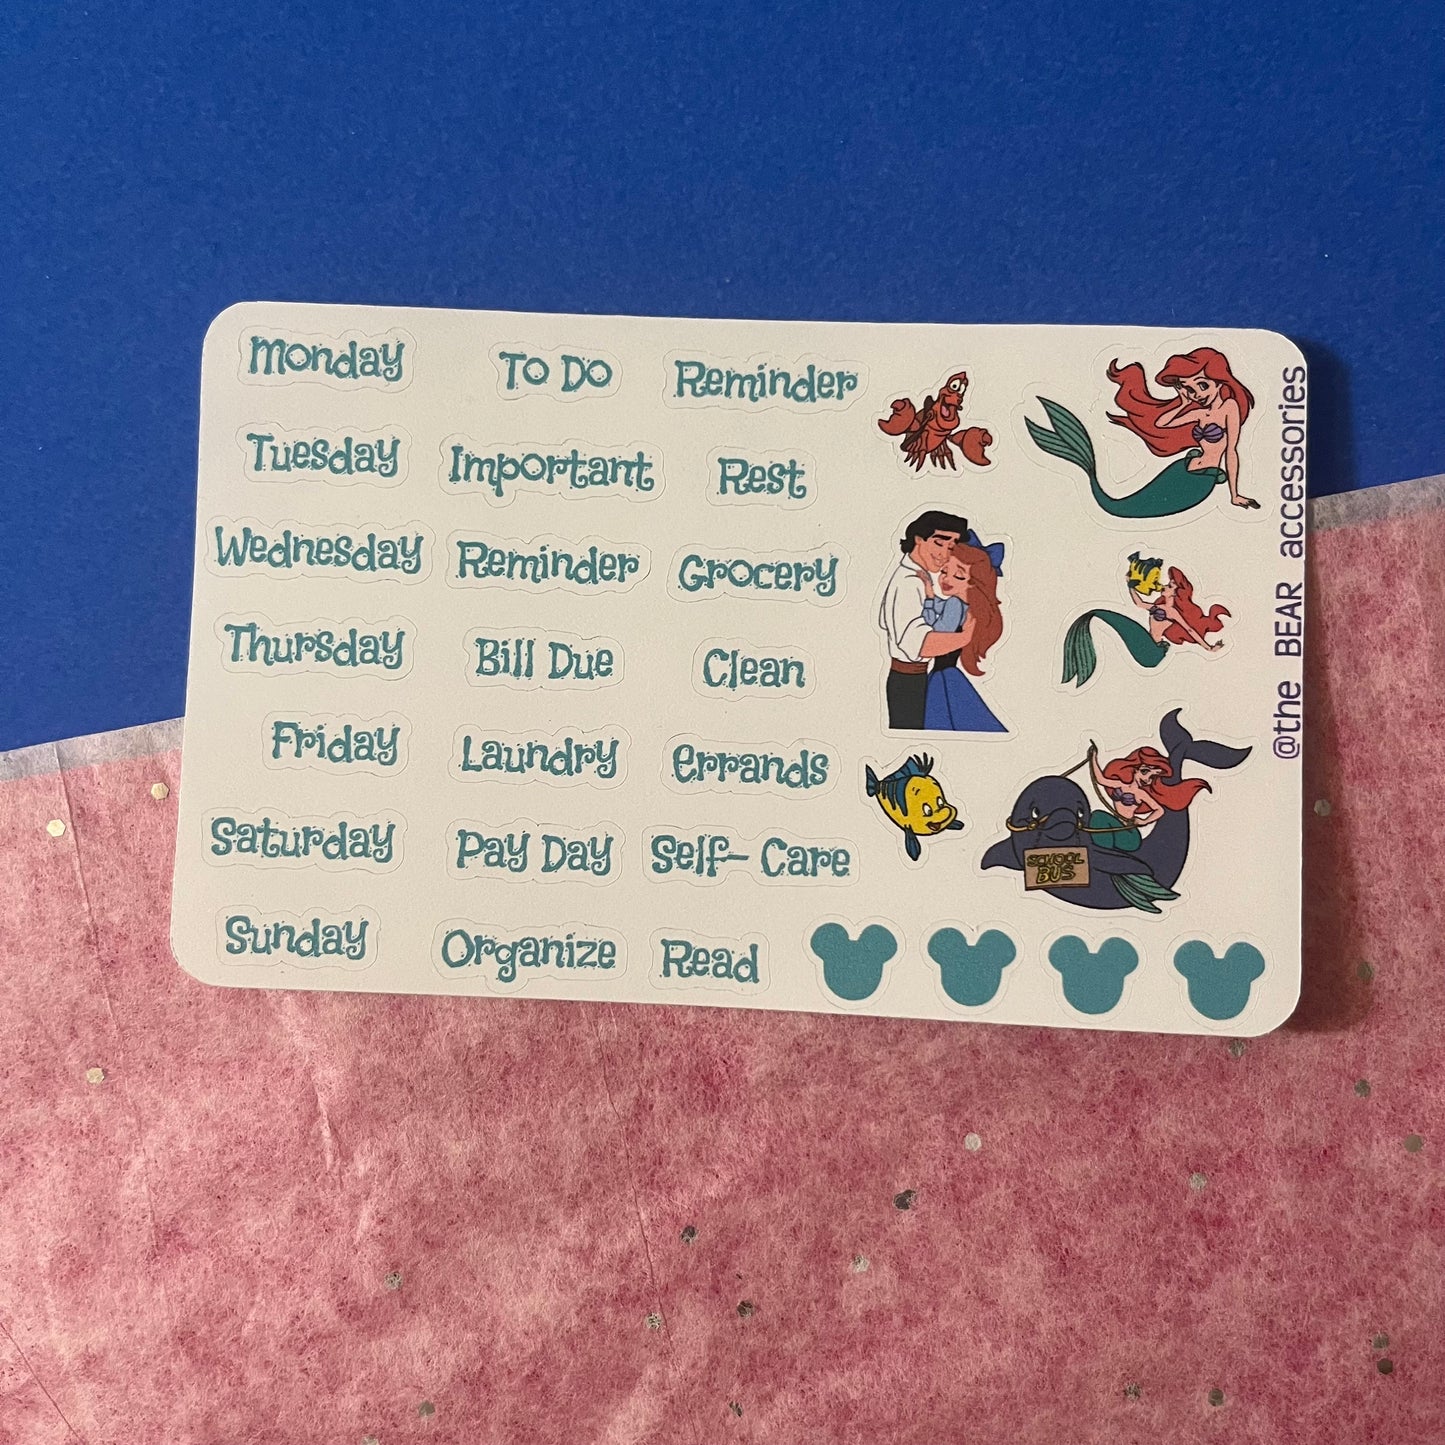 Monday
Tuesday
Wednesday
Thursday
Friday
Saturday
Sunday
To Do
Important
Reminder
Bill Due
Laundry
Pay Day
Organize
Reminder
Rest
Grocery
Clean
Errands
Self- Care
Read
SCHOOL
BUS
@the BEAR accessories